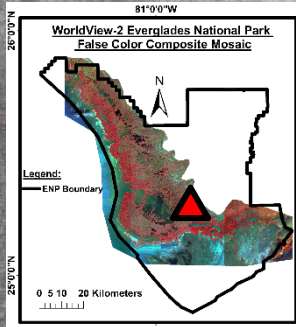 81°0'0"W
26°0'0"N
WorldView-2 Everglades National Park
False Color Composite Mosaic
N
Legend:
ENP Boundary
25°0'0"N
0 5 10 20 Kilometers